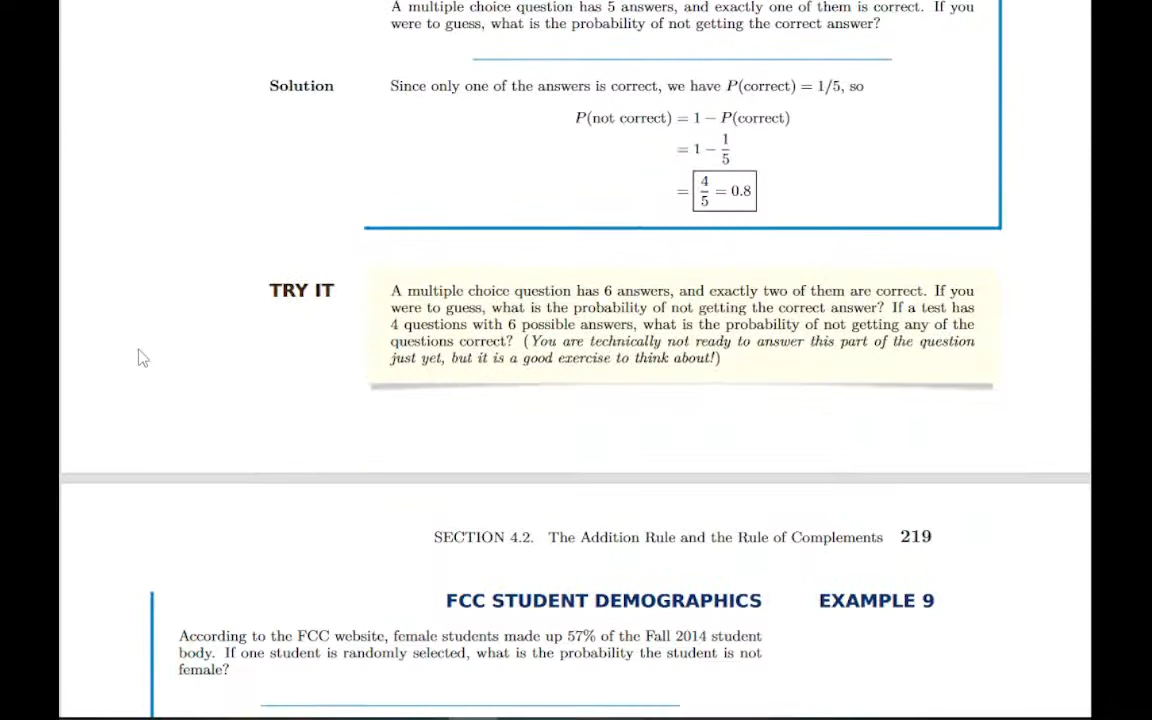 A multiple choice question has 5 answers, and exactly one of them is correct. If you
were to guess, what is the probability of not getting the correct answer?
Solution
Since only one of the answers is correct, we have P(correct) = 1/5, so
P(not correct) = 1 − P(correct)
= 1 − 1/5
= 4/5 = 0.8
TRY IT
A multiple choice question has 6 answers, and exactly two of them are correct. If you
were to guess, what is the probability of not getting the correct answer? If a test has
4 questions with 6 possible answers, what is the probability of not getting any of the
questions correct? (You are technically not ready to answer this part of the question
just yet, but it is a good exercise to think about!)
SECTION 4.2. The Addition Rule and the Rule of Complements 219
FCC STUDENT DEMOGRAPHICS EXAMPLE 9
According to the FCC website, female students made up 57% of the Fall 2014 student
body. If one student is randomly selected, what is the probability the student is not
female?